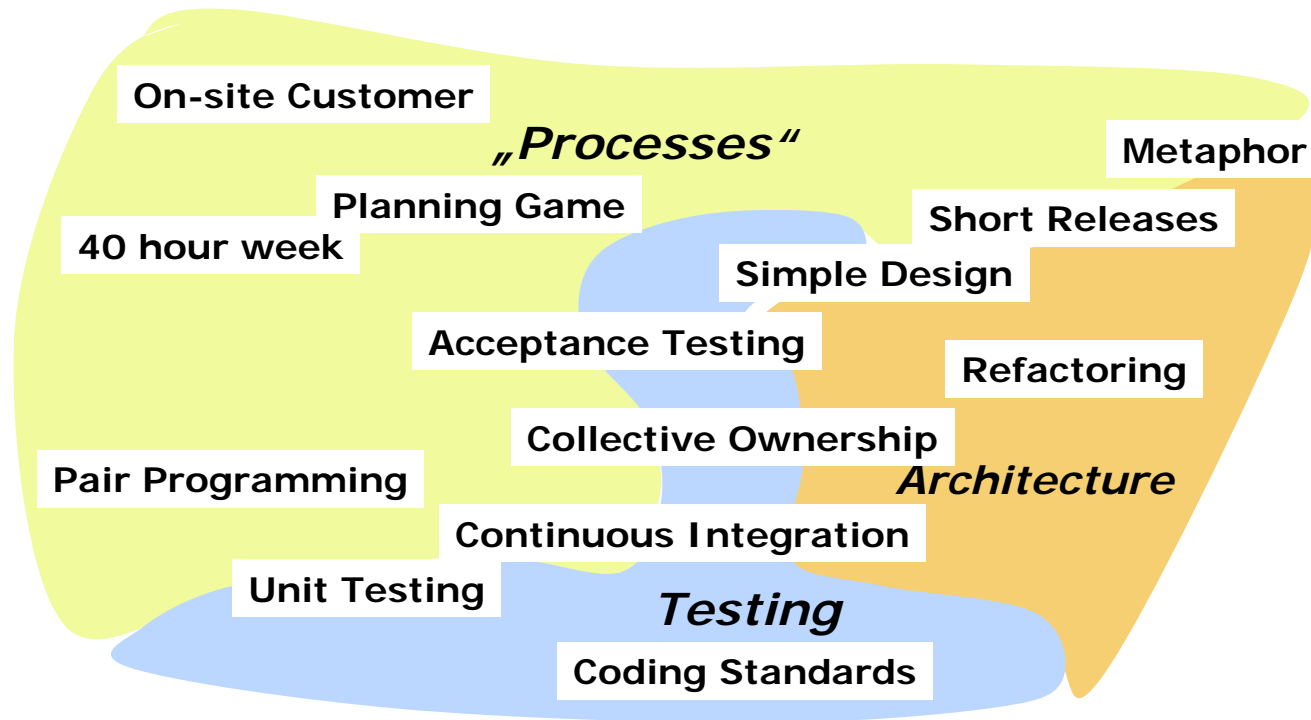 On-site Customer
„Processes“
Metaphor
Planning Game
Short Releases
40 hour week
Simple Design
Acceptance Testing
Refactoring
Collective Ownership
Pair Programming
Architecture
Continuous Integration
Unit Testing
Testing
Coding Standards